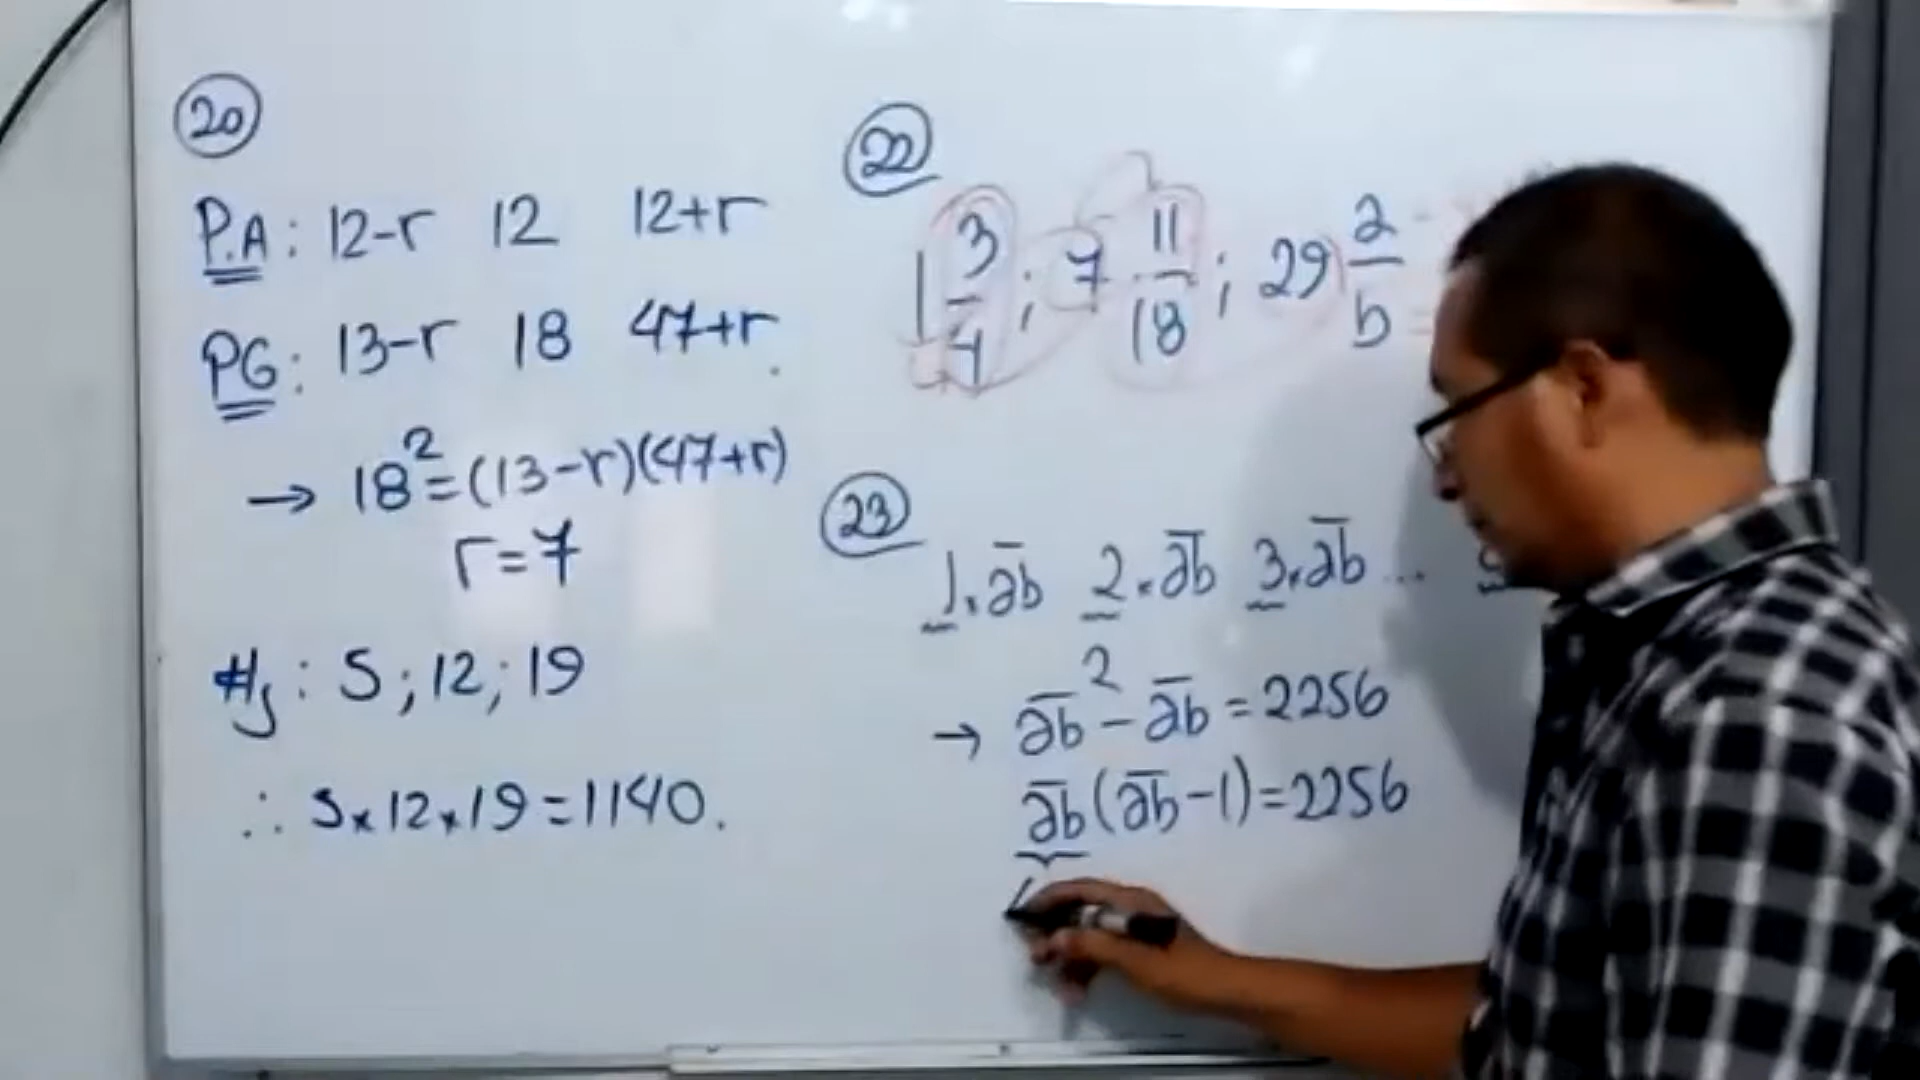 20
P.A: 12-r 12 12+r
PG: 13-r 18 47+r.
→ 18² = (13-r)(47+r)
r = 7
#s: 5; 12; 19
∴ 5×12×19 = 1140.
22
1 3/4 ; 7 11/18 ; 29 a/b
23
1.ab̅ 2.ab̅ 3.ab̅ ...
→ ab̅² - ab̅ = 2256
ab̅(ab̅-1) = 2256